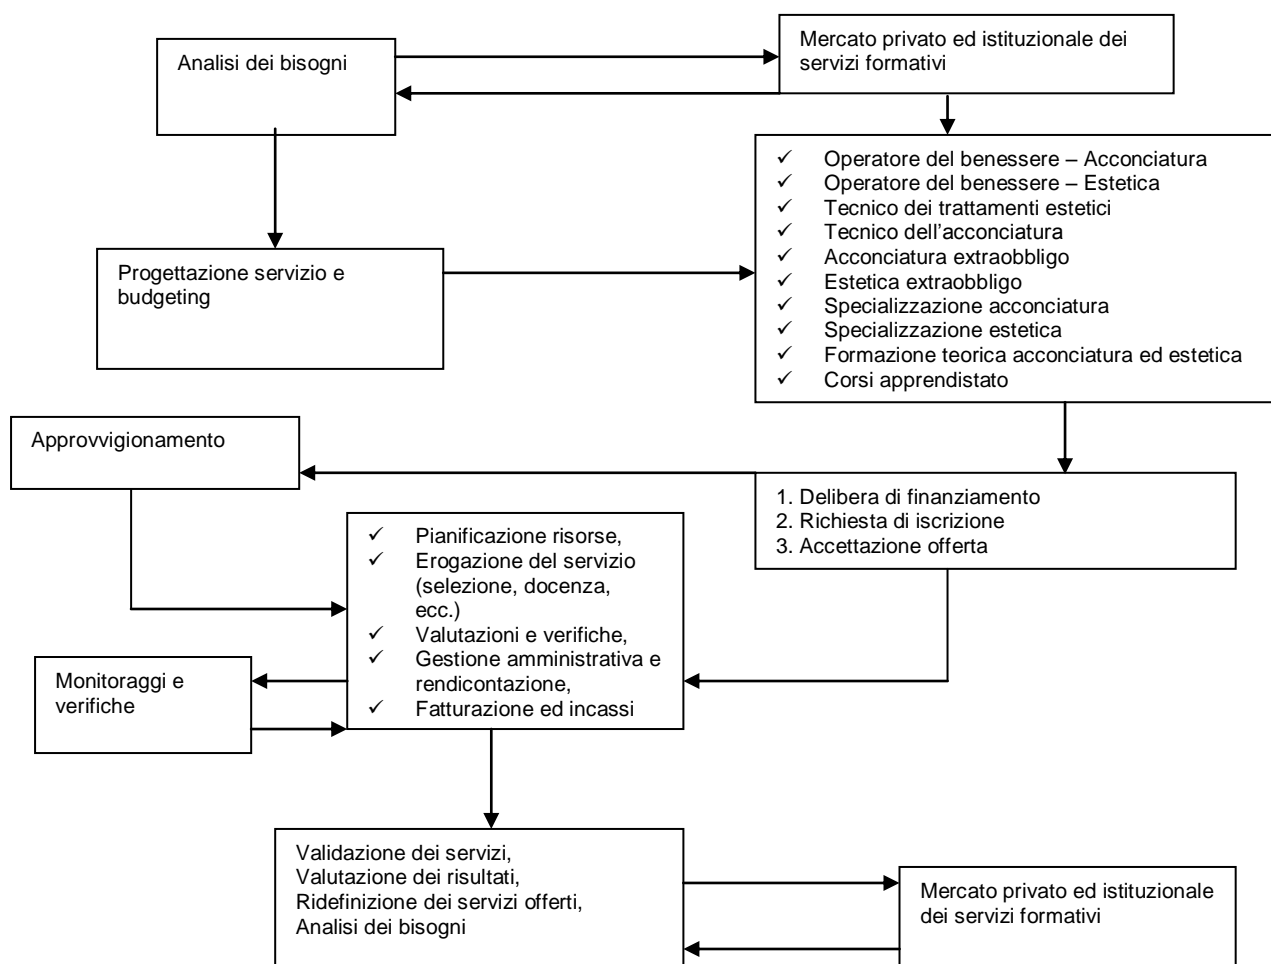 Analisi dei bisogni
Mercato privato ed istituzionale dei
servizi formativi
✓ Operatore del benessere – Acconciatura
✓ Operatore del benessere – Estetica
✓ Tecnico dei trattamenti estetici
✓ Tecnico dell’acconciatura
✓ Acconciatura extraobbligo
✓ Estetica extraobbligo
✓ Specializzazione acconciatura
✓ Specializzazione estetica
✓ Formazione teorica acconciatura ed estetica
✓ Corsi apprendistato
Progettazione servizio e
budgeting
Approvvigionamento
1. Delibera di finanziamento
2. Richiesta di iscrizione
3. Accettazione offerta
✓ Pianificazione risorse,
✓ Erogazione del servizio
(selezione, docenza,
ecc.)
✓ Valutazioni e verifiche,
✓ Gestione amministrativa e
rendicontazione,
✓ Fatturazione ed incassi
Monitoraggi e
verifiche
Validazione dei servizi,
Valutazione dei risultati,
Ridefinizione dei servizi offerti,
Analisi dei bisogni
Mercato privato ed istituzionale
dei servizi formativi